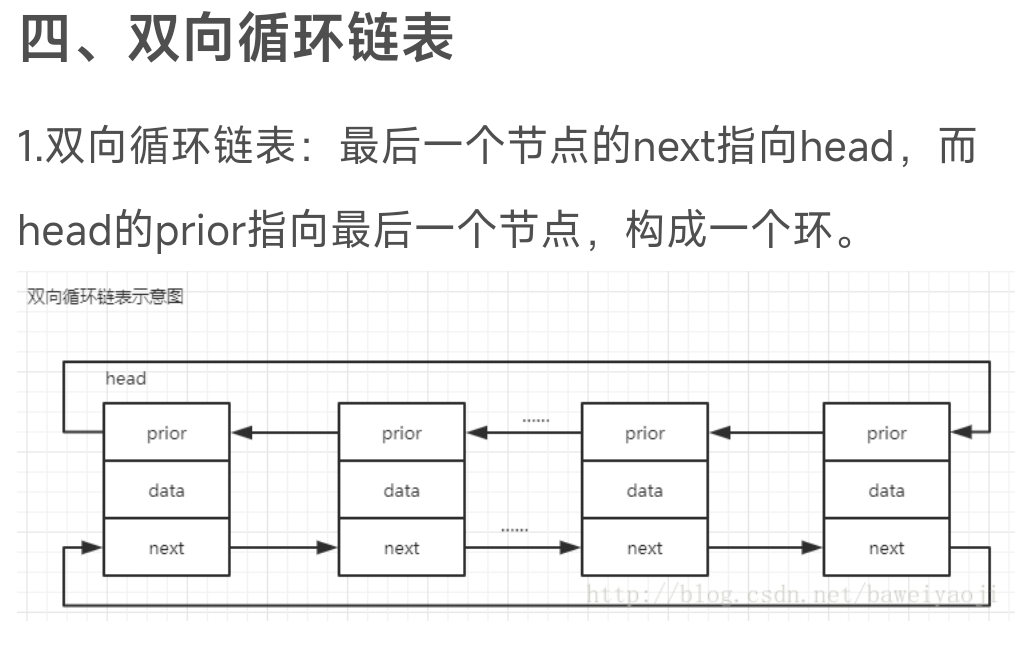 四、双向循环链表
1.双向循环链表：最后一个节点的next指向head，而
head的prior指向最后一个节点，构成一个环。
双向循环链表示意图
head
prior prior ...... prior prior
data data data data
next next ...... next next
http://blog.csdn.net/baweiyaoji